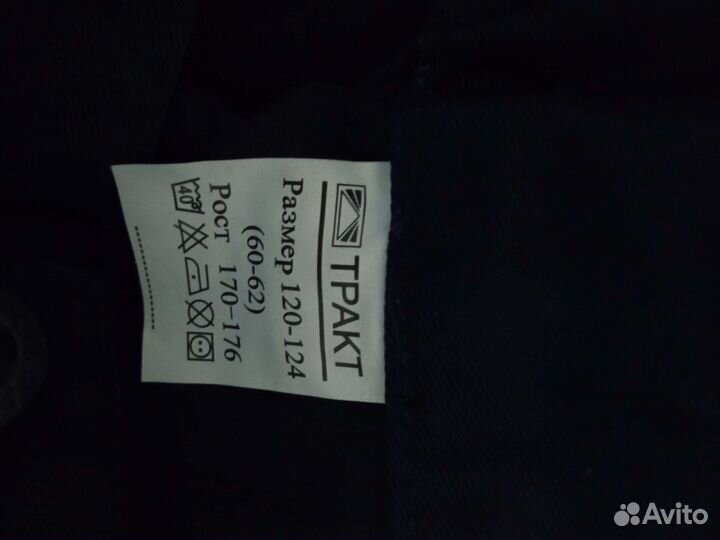 ТРАКТ
Размер 120-124
(60-62)
Рост 170-176
40
Avito